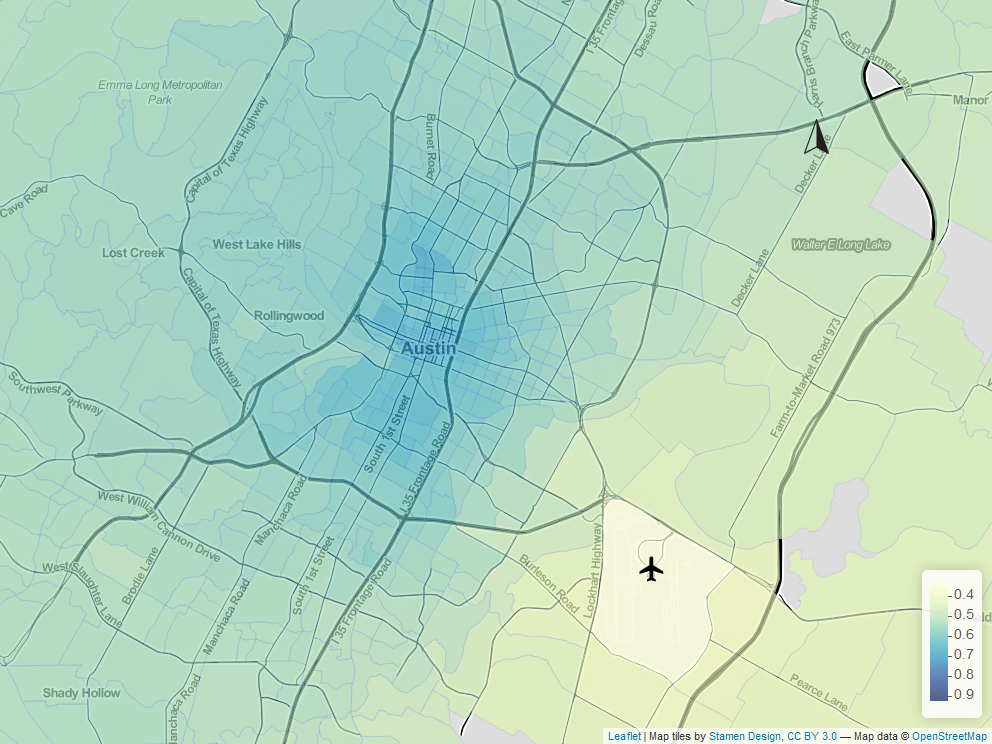 I 35 Frontage
Dessau Road
Harris Branch Parkway
East Parmer Lane
Emma Long Metropolitan
Park
Capital of Texas Highway
Burnet Road
Manor
Decker Lane
Cave Road
Lost Creek
West Lake Hills
Walter E Long Lake
Decker Lane
Capital of Texas Highway
Rollingwood
Austin
Farm-to-Market Road 973
Southwest Parkway
South 1st Street
I 35 Frontage Road
West William Cannon Drive
Manchaca Road
West Slaughter Lane
Brodie Lane
South 1st Street
I 35 Frontage Road
Burleson Road
Lockhart Highway
Manchaca Road
Shady Hollow
Manchaca Road
Pearce Lane
0.4
0.5
0.6
0.7
0.8
0.9
Leaflet | Map tiles by Stamen Design, CC BY 3.0 — Map data © OpenStreetMap